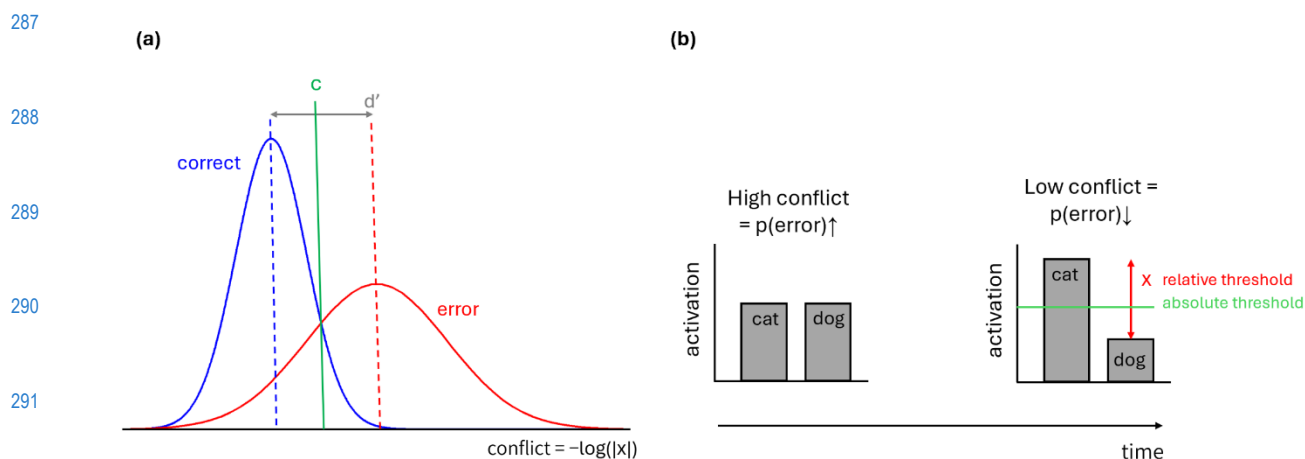 287
(a)
(b)
c
288
d'
correct
289
High conflict
= p(error)↑
Low conflict =
p(error)↓
activation
cat
dog
activation
cat
x relative threshold
absolute threshold
dog
290
error
291
conflict = −log(|x|)
time